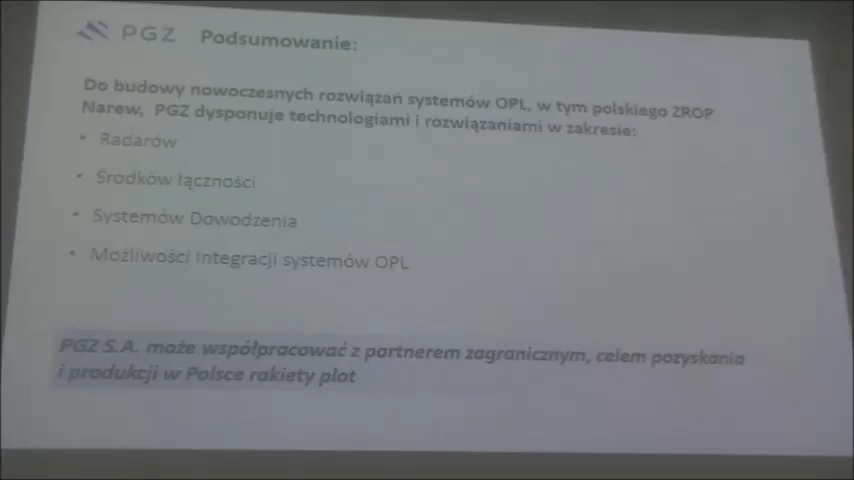 PGZ Podsumowanie:
Do budowy nowoczesnych rozwiązań systemów OPL, w tym polskiego ZROP
Narew, PGZ dysponuje technologiami i rozwiązaniami w zakresie:
• Radarów
• Środków łączności
• Systemów Dowodzenia
• Możliwości integracji systemów OPL
PGZ S.A. może współpracować z partnerem zagranicznym, celem pozyskania
i produkcji w Polsce rakiety plot